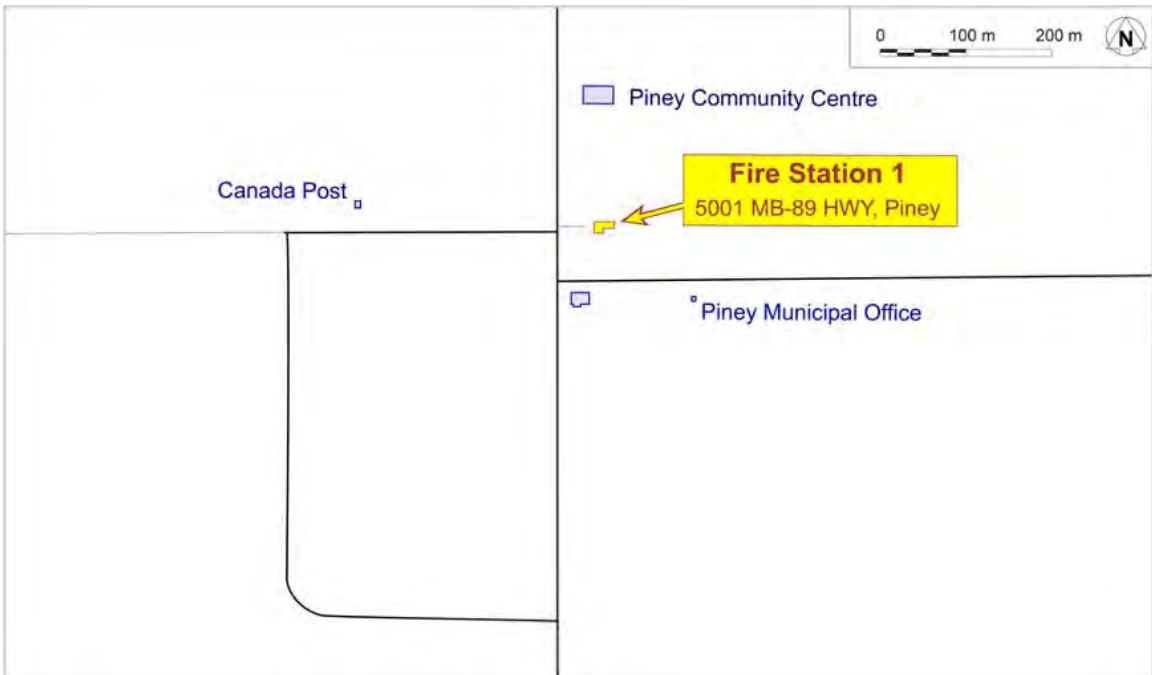 0 100 m 200 m
N
Piney Community Centre
Fire Station 1
5001 MB-89 HWY, Piney
Canada Post
Piney Municipal Office